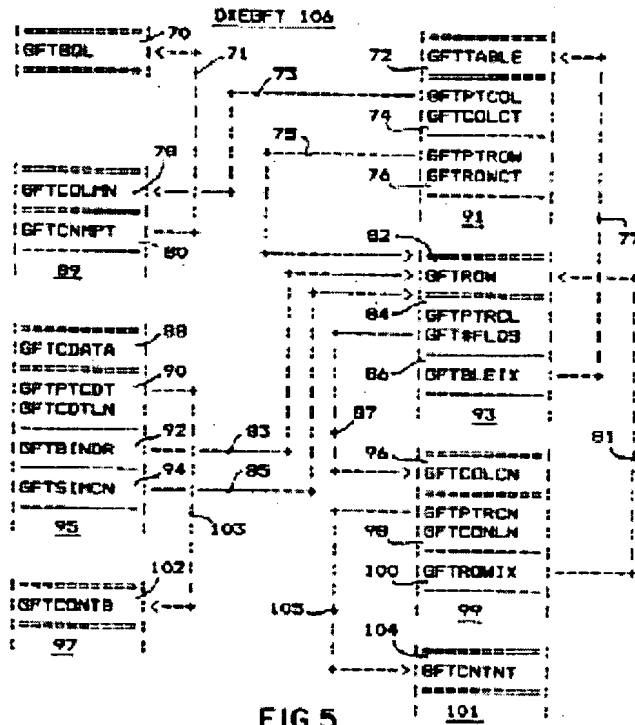 DXEGFT 106
70
GFTBOL
71
73
72
GFTTABLE
GFTPTCOL
74
GFTCOLCT
75
GFTPTROW
76
GFTROWCT
91
77
78
GFTCOLMN
GFTCNMPT
80
89
82
GFTROW
84
GFTPTRCL
GFT#FLDS
86
GFTBLEIX
93
88
GFTCDATA
90
GFTPTCDT
GFTCDTLN
92
GFTBINDR
83
94
GFTSIMCN
85
95
103
87
81
96
GFTCOLCN
GFTPTRCN
98
GFTCONLN
100
GFTROWIX
99
102
GFTCONTB
97
105
104
GFTCNTNT
101
FIG.5